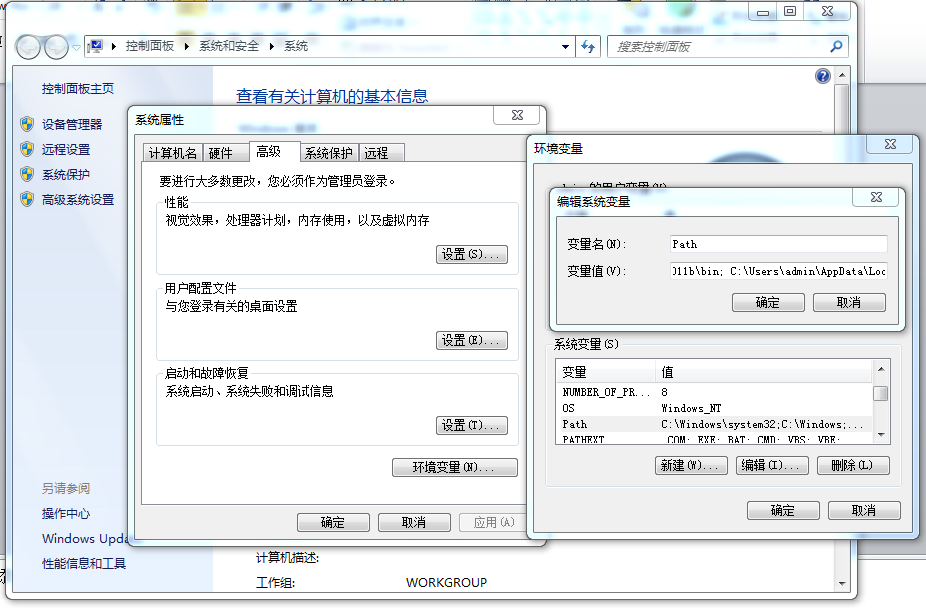 控制面板 ▸ 系统和安全 ▸ 系统
搜索控制面板
控制面板主页
设备管理器
远程设置
系统保护
高级系统设置
另请参阅
操作中心
Windows Upda
性能信息和工具
查看有关计算机的基本信息
计算机描述:
工作组: WORKGROUP
系统属性
计算机名 硬件 高级 系统保护 远程
要进行大多数更改，您必须作为管理员登录。
性能
视觉效果，处理器计划，内存使用，以及虚拟内存
设置(S)...
用户配置文件
与您登录有关的桌面设置
设置(E)...
启动和故障恢复
系统启动、系统失败和调试信息
设置(T)...
环境变量(N)...
确定 取消 应用(A)
环境变量
编辑系统变量
变量名(N): Path
变量值(V): 011b\bin; C:\Users\admin\AppData\Loc
确定 取消
系统变量(S)
变量 值
NUMBER_OF_PR... 8
OS Windows_NT
Path C:\Windows\system32;C:\Windows;...
PATHEXT .COM;.EXE;.BAT;.CMD;.VBS;.VBE;
新建(W)... 编辑(I)... 删除(L)
确定 取消